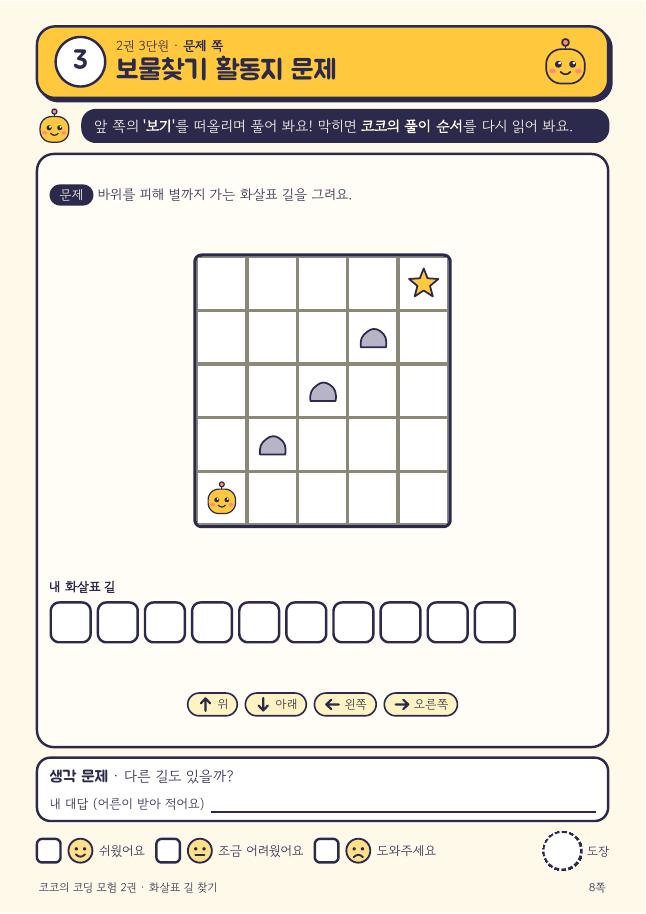 3
2권 3단원 · 문제 쪽
보물찾기 활동지 문제
앞 쪽의 '보기'를 떠올리며 풀어 봐요! 막히면 코코의 풀이 순서를 다시 읽어 봐요.
문제 바위를 피해 별까지 가는 화살표 길을 그려요.
내 화살표 길
↑ 위 ↓ 아래 ← 왼쪽 → 오른쪽
생각 문제 · 다른 길도 있을까?
내 대답 (어른이 받아 적어요)
쉬웠어요 조금 어려웠어요 도와주세요 도장
코코의 코딩 모험 2권 · 화살표 길 찾기 8쪽